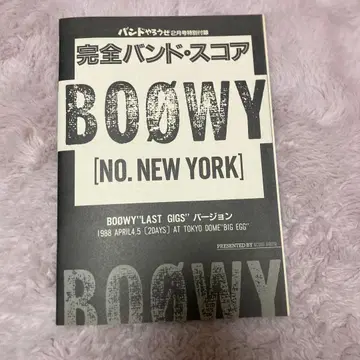 バンドやろうぜ2月号特別付録
完全バンド・スコア
BOØWY
[NO. NEW YORK]
BOØWY"LAST GIGS" バージョン
1988 APRIL4.5 (2DAYS) AT TOKYO DOME"BIG EGG"
PRESENTED BY
BOØWY